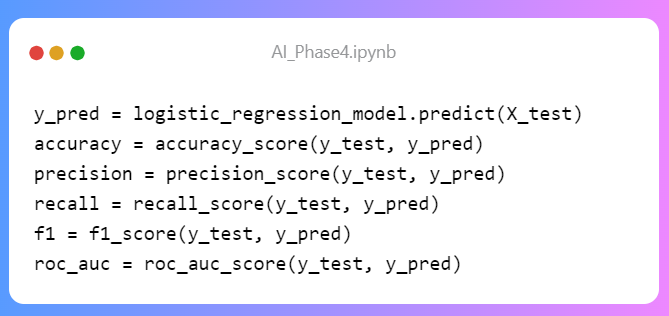 AI_Phase4.ipynb
y_pred = logistic_regression_model.predict(X_test)
accuracy = accuracy_score(y_test, y_pred)
precision = precision_score(y_test, y_pred)
recall = recall_score(y_test, y_pred)
f1 = f1_score(y_test, y_pred)
roc_auc = roc_auc_score(y_test, y_pred)